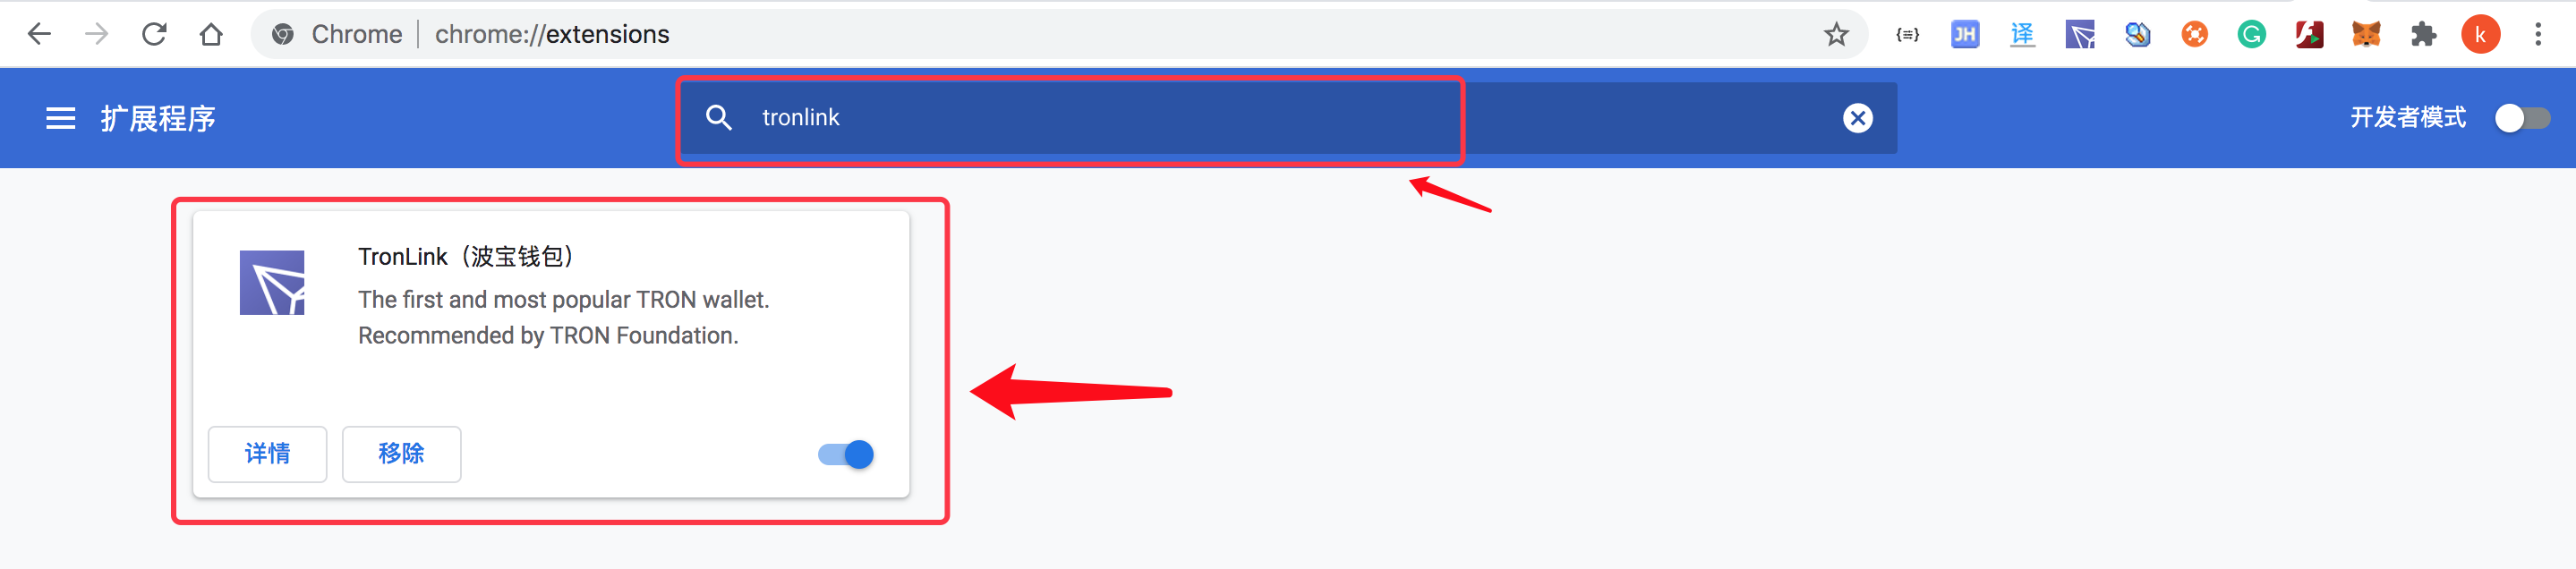 Chrome | chrome://extensions
{≡}
JH
译
G
k
扩展程序
tronlink
开发者模式
TronLink（波宝钱包）
The first and most popular TRON wallet.
Recommended by TRON Foundation.
详情
移除